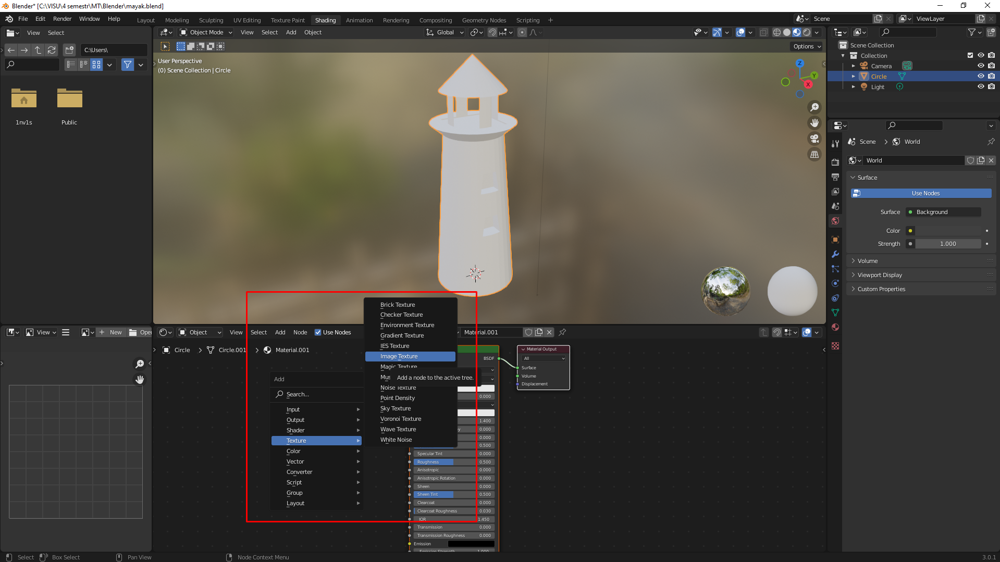 Blender* [C:\VISU\4 semestr\MT\Blender\mayak.blend]
File Edit Render Window Help Layout Modeling Sculpting UV Editing Texture Paint Shading Animation Rendering Compositing Geometry Nodes Scripting + Scene ViewLayer
View Select
Object Mode View Select Add Object Global
C:\Users\
Options
User Perspective
(0) Scene Collection | Circle
1nv1s Public
Z
Y
X
Scene Collection
Collection
Camera
Circle
Light
Scene > World
World
Surface
Use Nodes
Surface Background
Color
Strength 1.000
Volume
Viewport Display
Custom Properties
View New Open
Object View Select Add Node Use Nodes Material.001
Circle > Circle.001 > Material.001
Add
Search...
Input
Output
Shader
Texture
Color
Vector
Converter
Script
Group
Layout
Brick Texture
Checker Texture
Environment Texture
Gradient Texture
IES Texture
Image Texture
Magic Texture
Mus
Add a node to the active tree.
Noise Texture
Point Density
Sky Texture
Voronoi Texture
Wave Texture
White Noise
BSDF
0.000
1.400
y 0.000
0.000
0.500
Specular Tint 0.000
Roughness 0.500
Anisotropic 0.000
Anisotropic Rotation 0.000
Sheen 0.000
Sheen Tint 0.500
Clearcoat 0.000
Clearcoat Roughness 0.030
IOR 1.450
Transmission 0.000
Transmission Roughness 0.000
Emission
Emission Strength 1.000
Material Output
All
Surface
Volume
Displacement
Select Box Select Pan View Node Context Menu 3.0.1